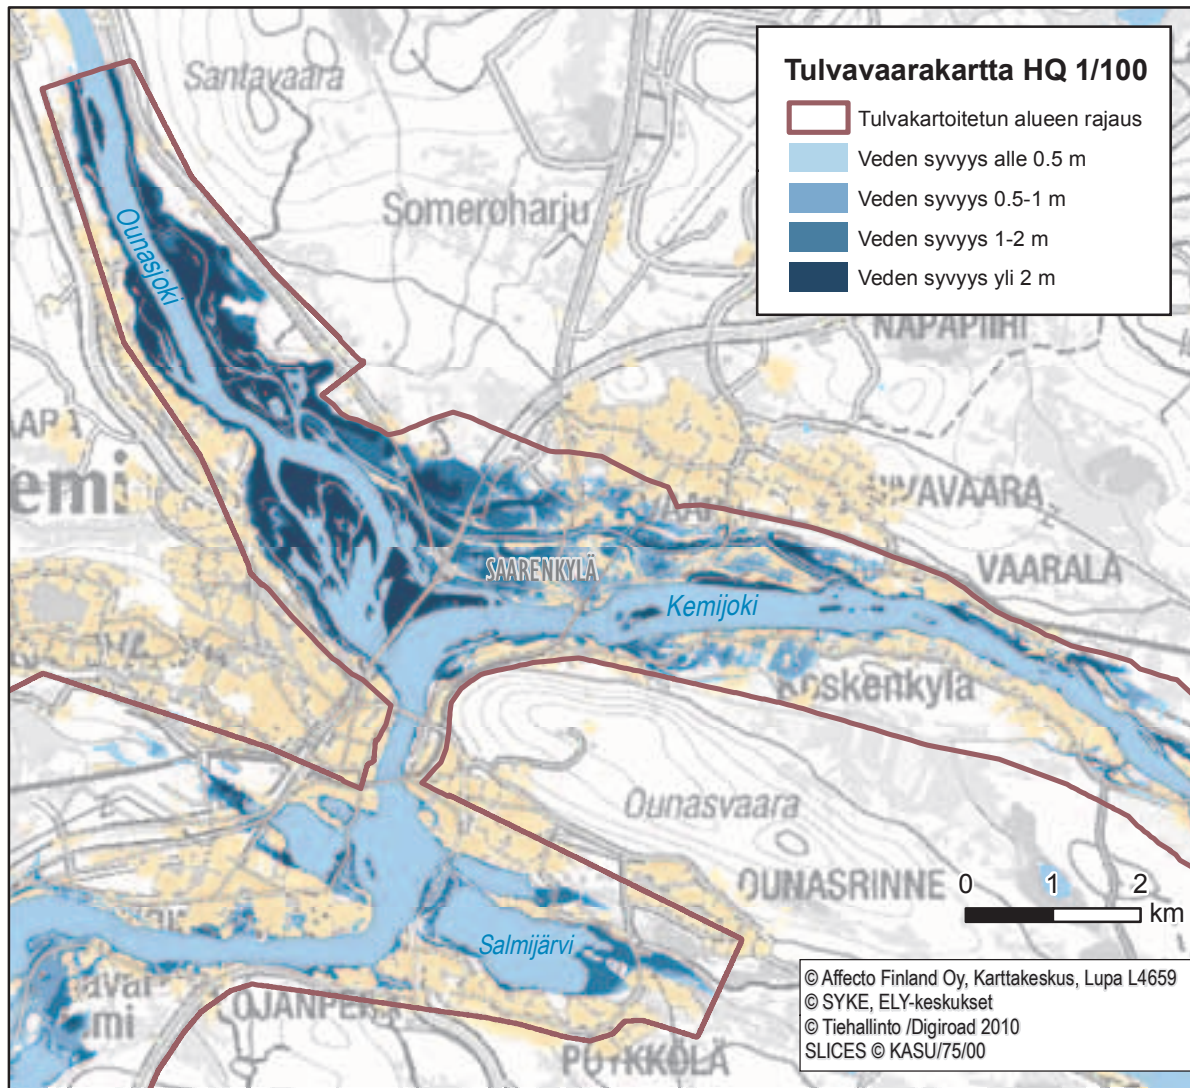 Tulvavaarakartta HQ 1/100
Tulvakartoitetun alueen rajaus
Veden syvyys alle 0.5 m
Veden syvyys 0.5-1 m
Veden syvyys 1-2 m
Veden syvyys yli 2 m
Santavaara
Someroharju
Ounasjoki
NAPAPIIRI
emi
VAARALA
SAARENKYLÄ
Kemijoki
Koskenkylä
Ounasvaara
OUNASRINNE
Salmijärvi
0 1 2
km
© Affecto Finland Oy, Karttakeskus, Lupa L4659
© SYKE, ELY-keskukset
© Tiehallinto /Digiroad 2010
SLICES © KASU/75/00